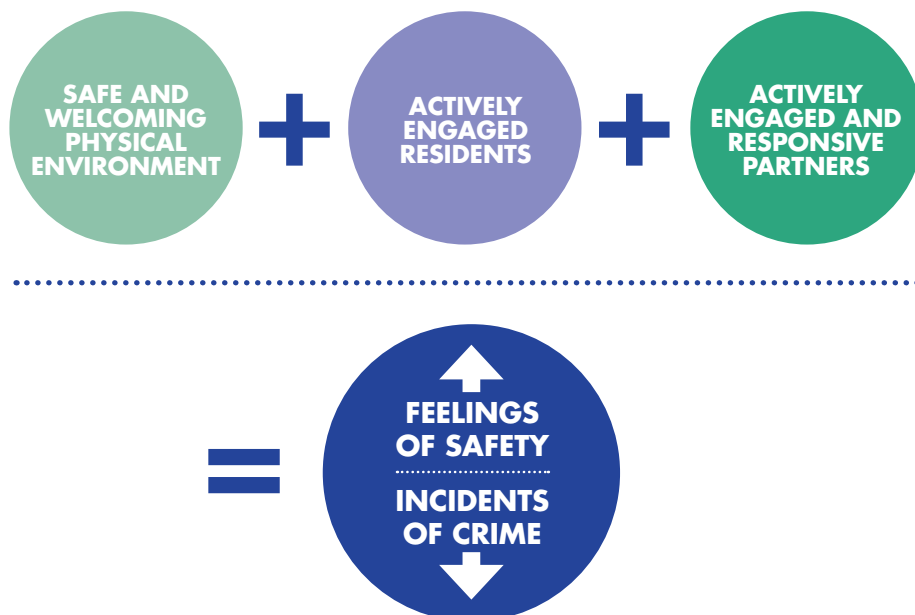 SAFE AND
WELCOMING
PHYSICAL
ENVIRONMENT
+
ACTIVELY
ENGAGED
RESIDENTS
+
ACTIVELY
ENGAGED AND
RESPONSIVE
PARTNERS
=
FEELINGS
OF SAFETY
INCIDENTS
OF CRIME